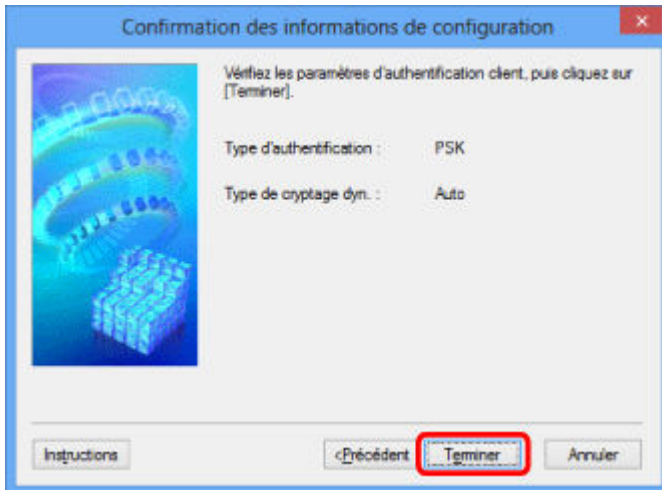 Confirmation des informations de configuration
Vérifiez les paramètres d'authentification client, puis cliquez sur
[Terminer].
Type d'authentification : PSK
Type de cryptage dyn. : Auto
Instructions <Précédent Terminer Annuler